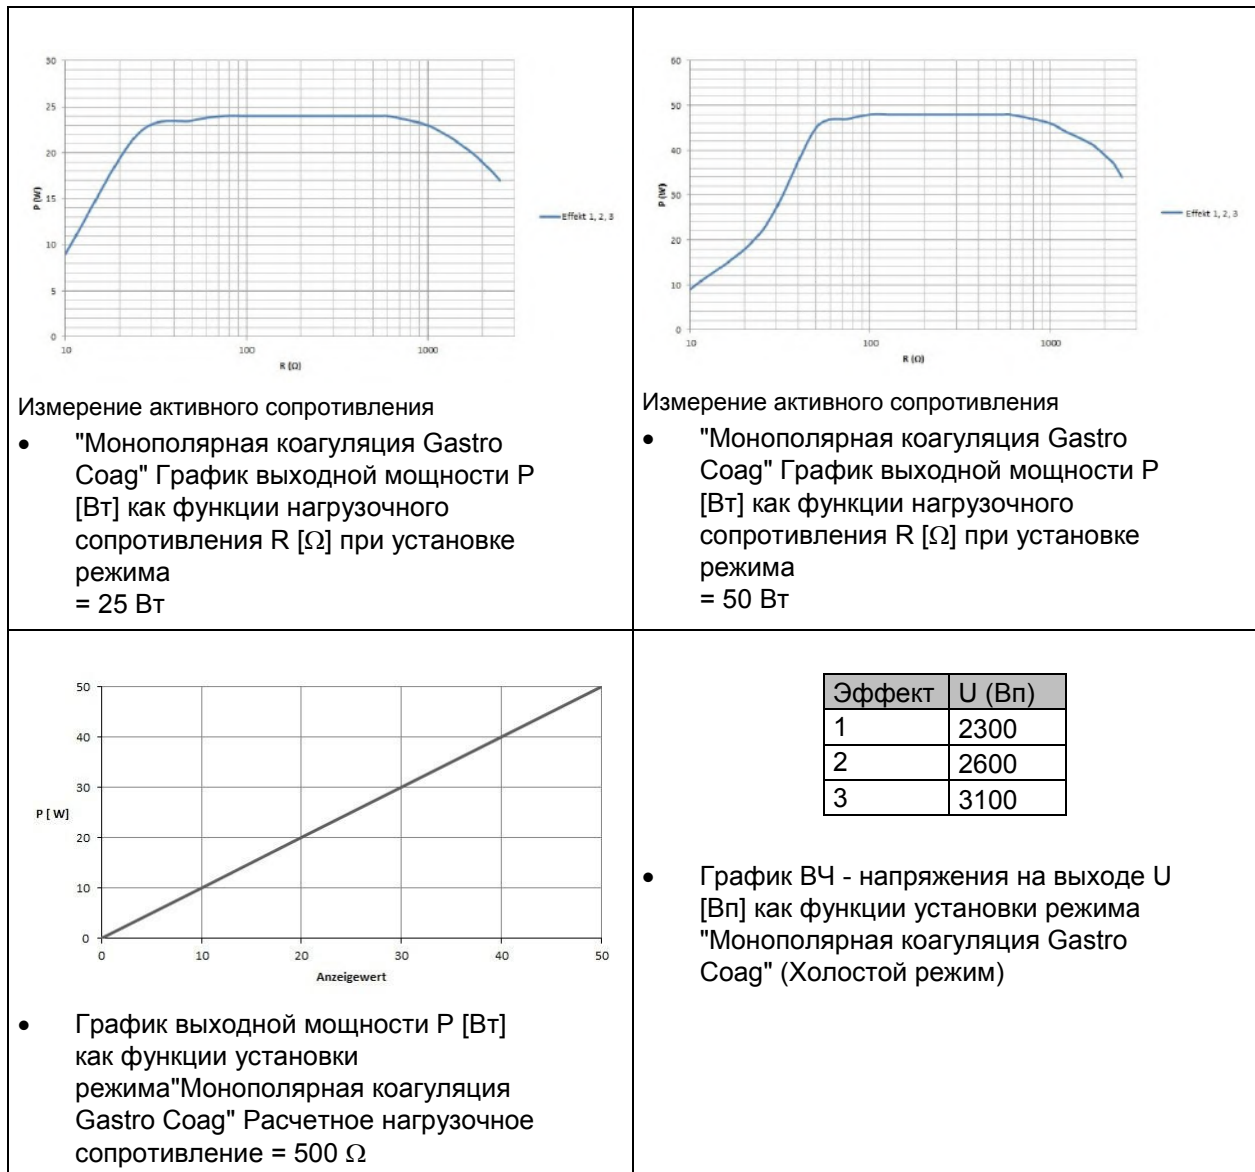 30
25
20
15
10
5
0
P (W)
10
100
1000
R (Ω)
Effekt 1, 2, 3
Измерение активного сопротивления
• "Монополярная коагуляция Gastro
Coag" График выходной мощности P
[Вт] как функции нагрузочного
сопротивления R [Ω] при установке
режима
= 25 Вт
60
50
40
30
20
10
0
P (W)
10
100
1000
R (Ω)
Effekt 1, 2, 3
Измерение активного сопротивления
• "Монополярная коагуляция Gastro
Coag" График выходной мощности P
[Вт] как функции нагрузочного
сопротивления R [Ω] при установке
режима
= 50 Вт
50
40
30
20
10
0
P [ W]
0 10 20 30 40 50
Anzeigewert
• График выходной мощности P [Вт]
как функции установки
режима"Монополярная коагуляция
Gastro Coag" Расчетное нагрузочное
сопротивление = 500 Ω
Эффект U (Вп)
1 2300
2 2600
3 3100
• График ВЧ - напряжения на выходе U
[Вп] как функции установки режима
"Монополярная коагуляция Gastro
Coag" (Холостой режим)